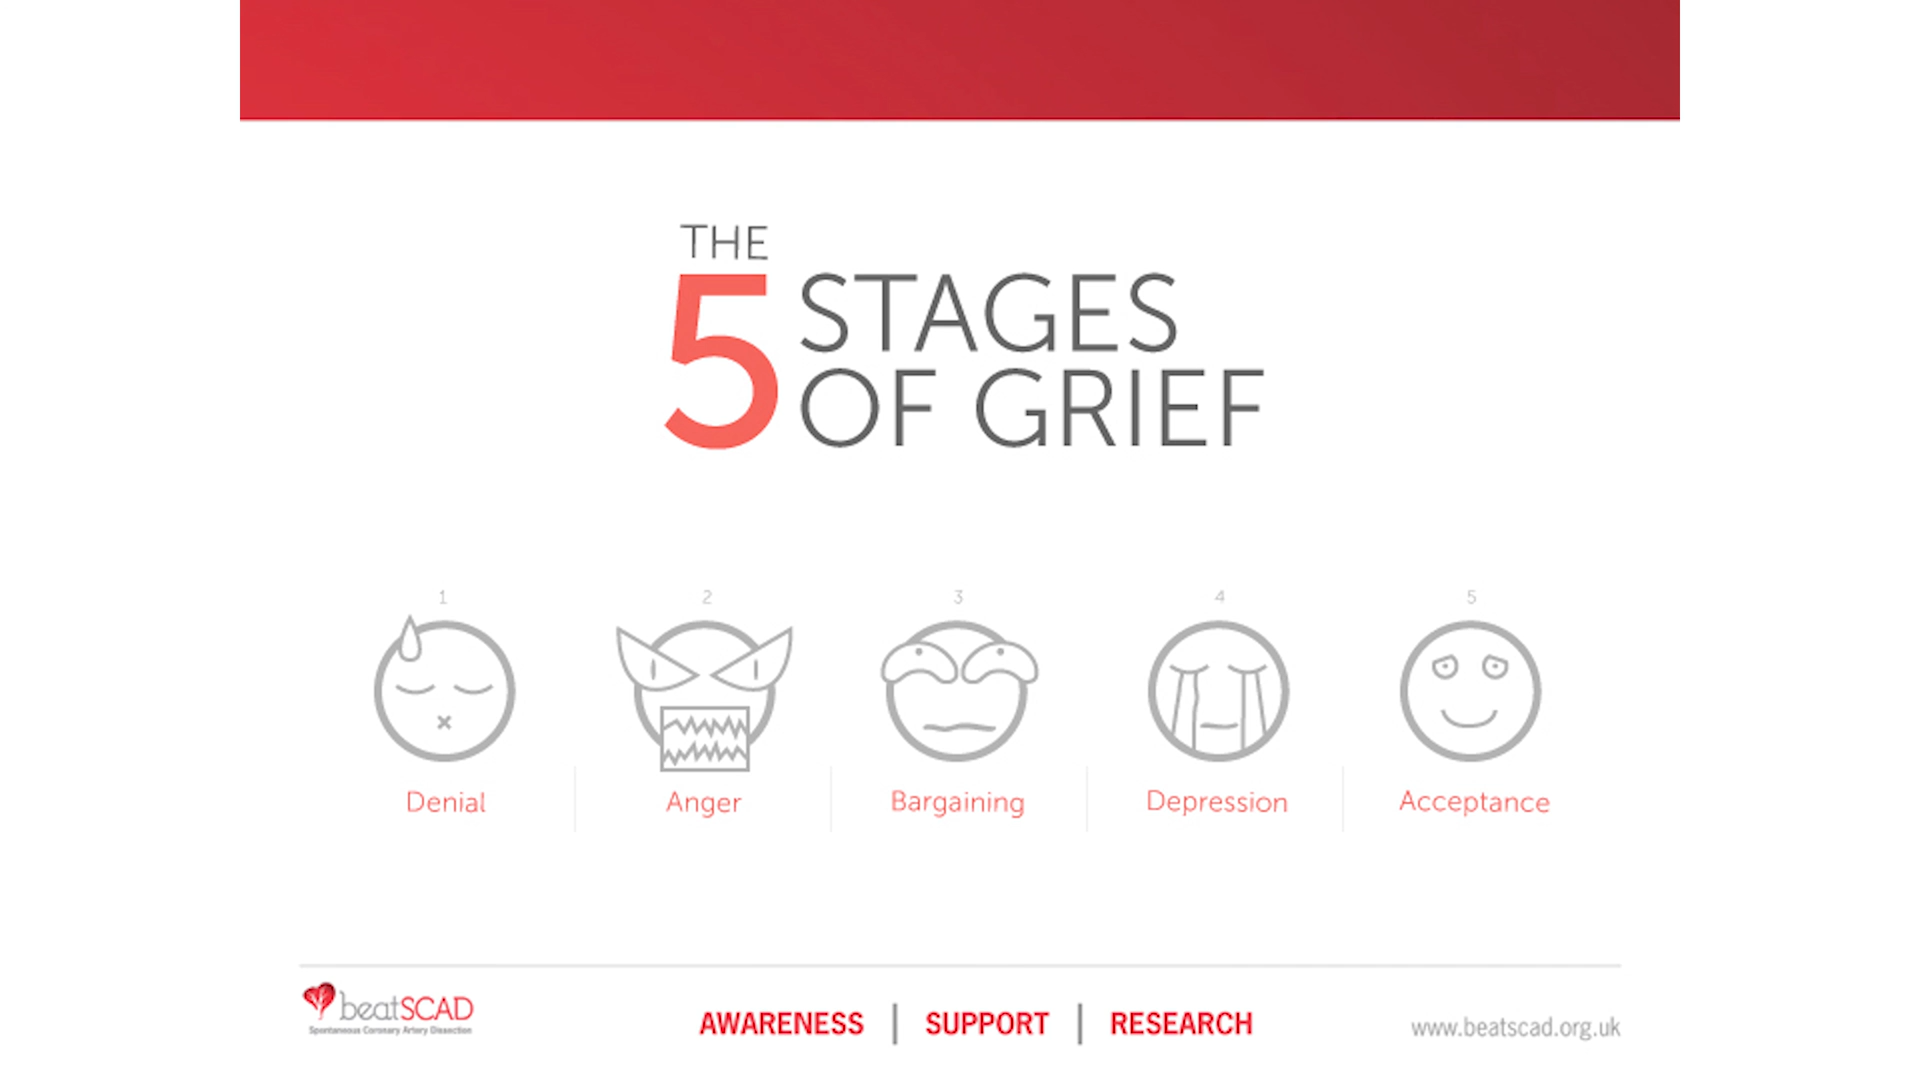 THE
5 STAGES
OF GRIEF
1 2 3 4 5
Denial Anger Bargaining Depression Acceptance
beatSCAD
Spontaneous Coronary Artery Dissection
AWARENESS | SUPPORT | RESEARCH
www.beatscad.org.uk